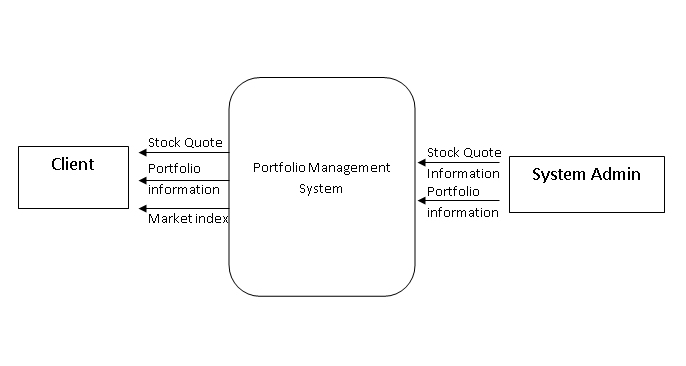 Client
Stock Quote
Portfolio
information
Market index
Portfolio Management
System
Stock Quote
Information
Portfolio
information
System Admin